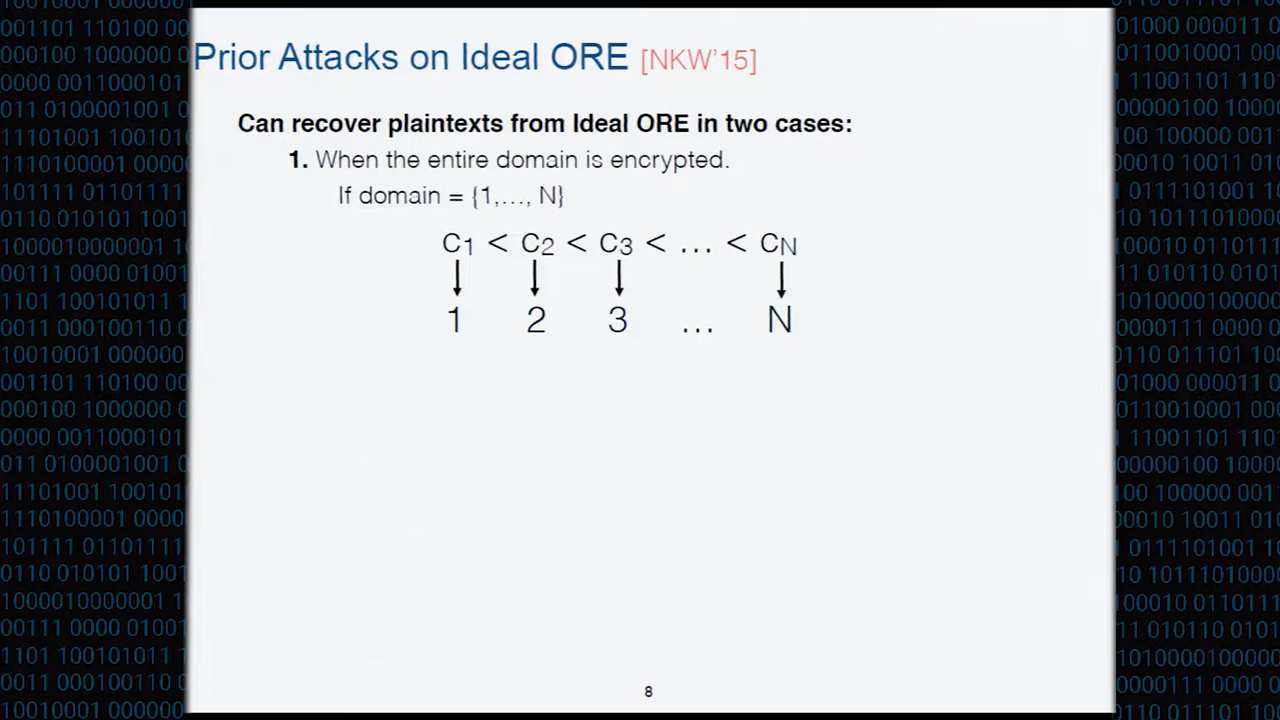 Prior Attacks on Ideal ORE [NKW'15]
Can recover plaintexts from Ideal ORE in two cases:
1. When the entire domain is encrypted.
If domain = {1,…, N}
C1 < C2 < C3 < … < CN
1 2 3 … N
8